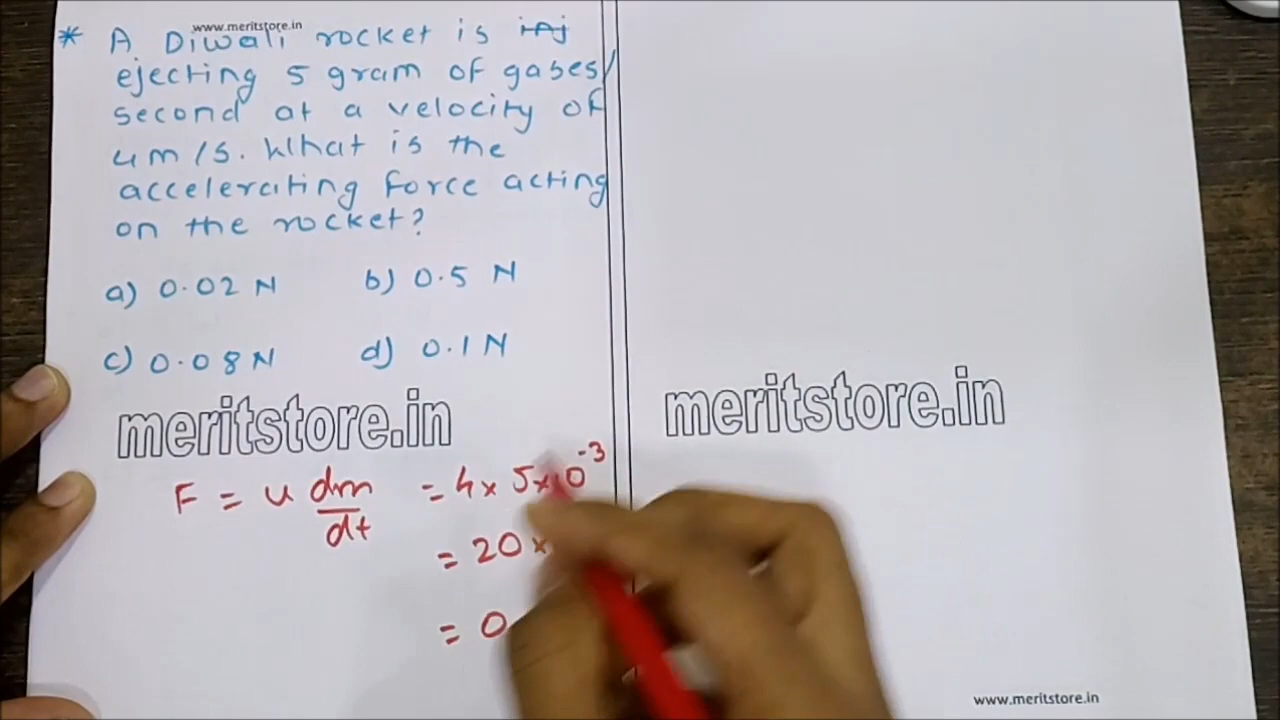 www.meritstore.in
* A Diwali rocket is inj
ejecting 5 gram of gases/
second at a velocity of
4m/s. What is the
accelerating force acting
on the rocket?
a) 0.02 N b) 0.5 N
c) 0.08 N d) 0.1 N
meritstore.in
meritstore.in
F = u dm/dt = 4 x 5 x 10^-3
= 20 x
= 0
www.meritstore.in